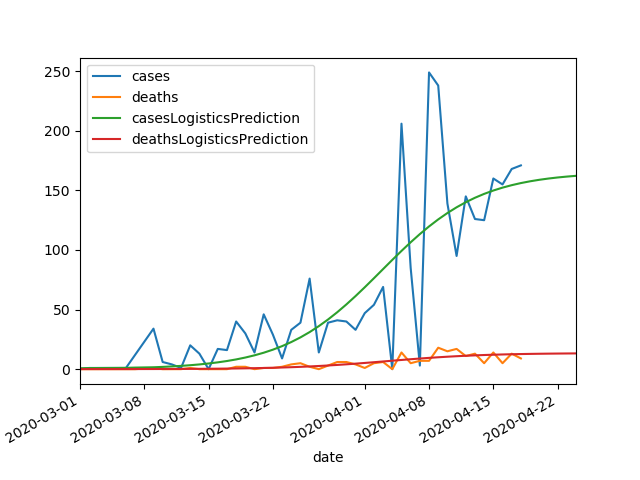 250
200
150
100
50
0
cases
deaths
casesLogisticsPrediction
deathsLogisticsPrediction
2020-03-01
2020-03-08
2020-03-15
2020-03-22
2020-04-01
2020-04-08
2020-04-15
2020-04-22
date